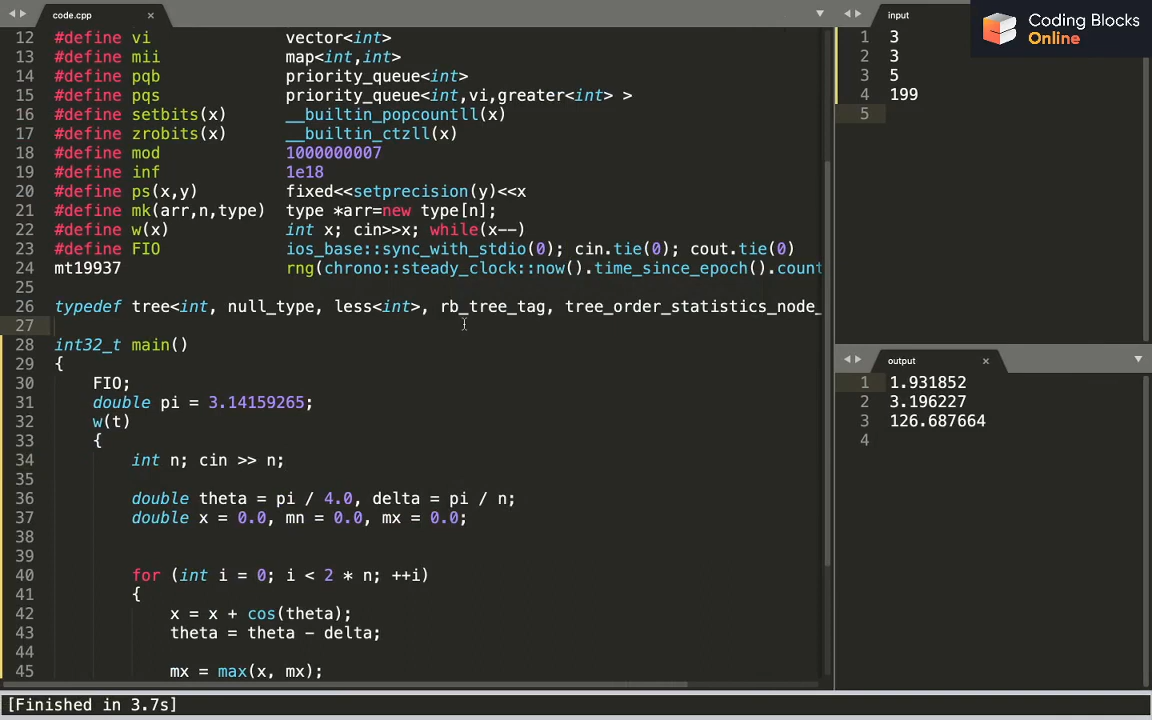 code.cpp
12 #define vi vector<int>
13 #define mii map<int,int>
14 #define pqb priority_queue<int>
15 #define pqs priority_queue<int,vi,greater<int> >
16 #define setbits(x) __builtin_popcountll(x)
17 #define zrobits(x) __builtin_ctzll(x)
18 #define mod 1000000007
19 #define inf 1e18
20 #define ps(x,y) fixed<<setprecision(y)<<x
21 #define mk(arr,n,type) type *arr=new type[n];
22 #define w(x) int x; cin>>x; while(x--)
23 #define FIO ios_base::sync_with_stdio(0); cin.tie(0); cout.tie(0)
24 mt19937 rng(chrono::steady_clock::now().time_since_epoch().count
25
26 typedef tree<int, null_type, less<int>, rb_tree_tag, tree_order_statistics_node_
27
28 int32_t main()
29 {
30 FIO;
31 double pi = 3.14159265;
32 w(t)
33 {
34 int n; cin >> n;
35
36 double theta = pi / 4.0, delta = pi / n;
37 double x = 0.0, mn = 0.0, mx = 0.0;
38
39
40 for (int i = 0; i < 2 * n; ++i)
41 {
42 x = x + cos(theta);
43 theta = theta - delta;
44
45 mx = max(x, mx);
[Finished in 3.7s]
input
1 3
2 3
3 5
4 199
5
Coding Blocks
Online
output
1 1.931852
2 3.196227
3 126.687664
4